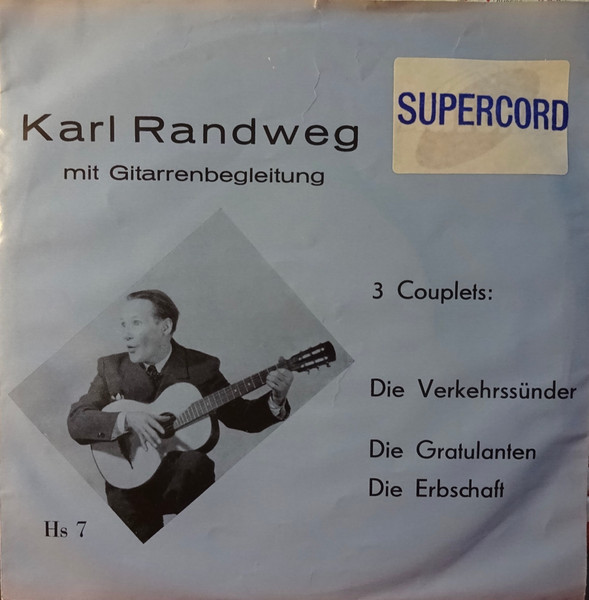 Karl Randweg
mit Gitarrenbegleitung
SUPERCORD
3 Couplets:
Die Verkehrssünder
Die Gratulanten
Die Erbschaft
Hs 7